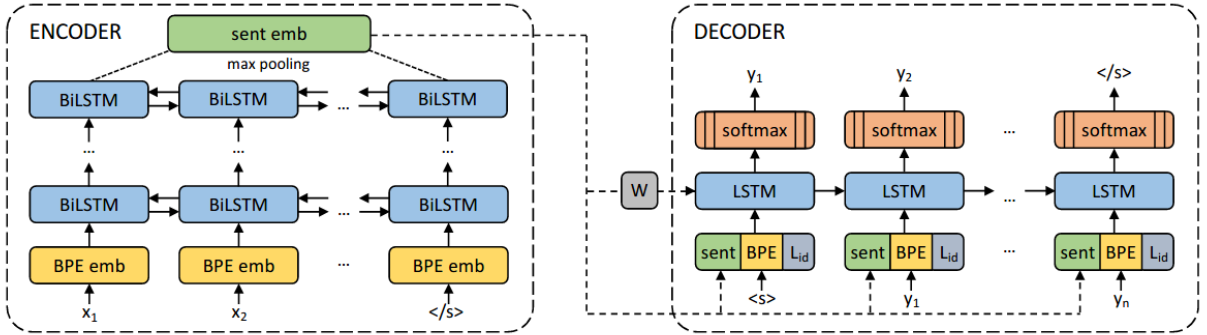 ENCODER
sent emb
max pooling
BiLSTM BiLSTM ... BiLSTM
... ... ...
BiLSTM BiLSTM ... BiLSTM
BPE emb BPE emb ... BPE emb
x1 x2 </s>
W
DECODER
y1 y2 </s>
softmax softmax ... softmax
LSTM LSTM ... LSTM
sent BPE Lid sent BPE Lid ... sent BPE Lid
<s> y1 yn